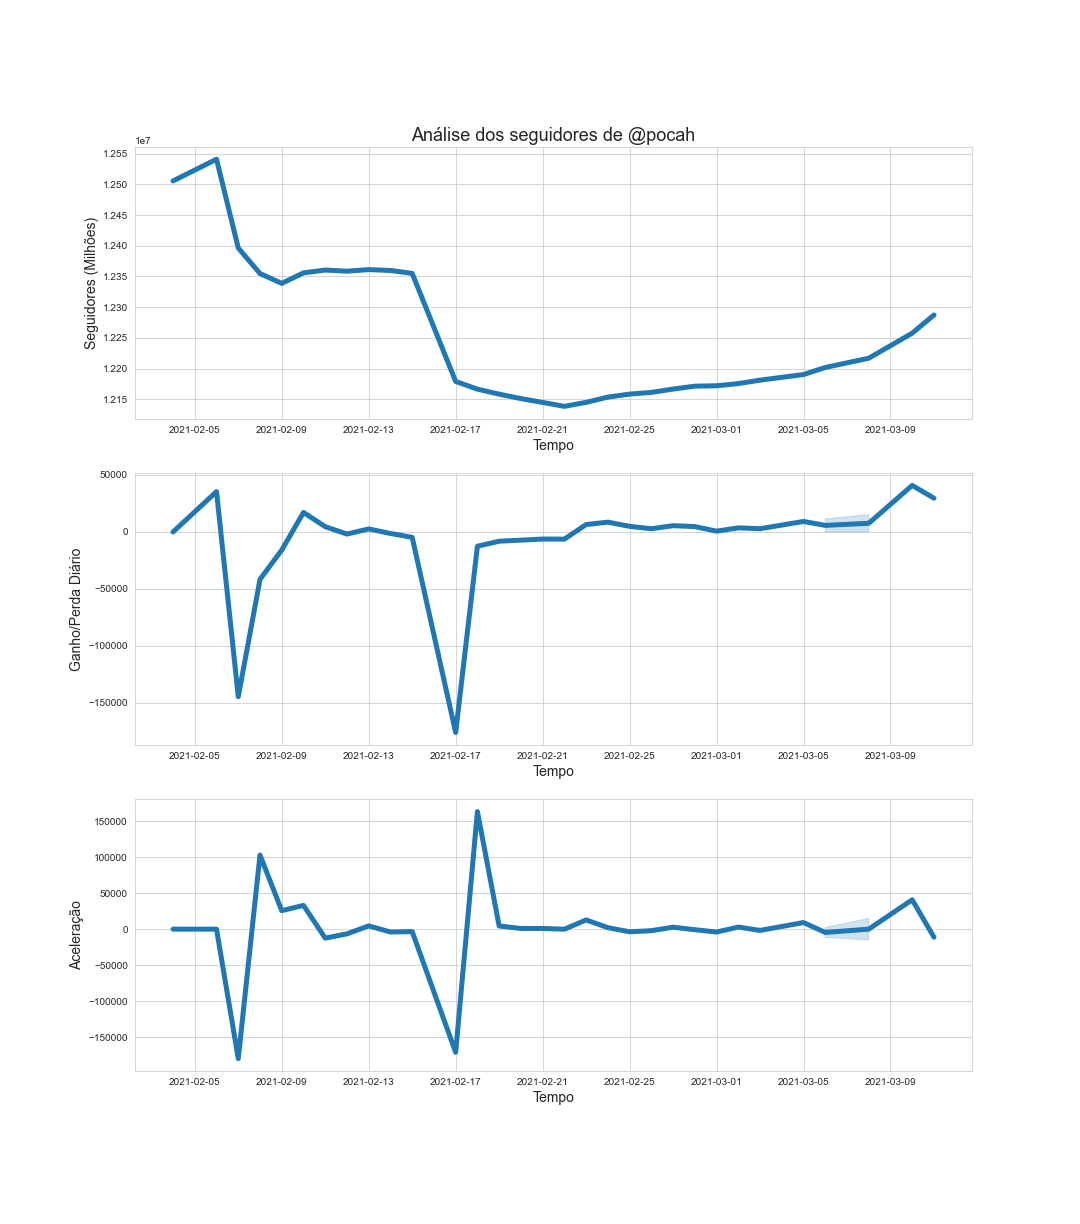 Análise dos seguidores de @pocah
1e7
1.255
1.250
1.245
1.240
1.235
1.230
1.225
1.220
1.215
Seguidores (Milhões)
2021-02-05 2021-02-09 2021-02-13 2021-02-17 2021-02-21 2021-02-25 2021-03-01 2021-03-05 2021-03-09
Tempo
50000
0
−50000
−100000
−150000
Ganho/Perda Diário
2021-02-05 2021-02-09 2021-02-13 2021-02-17 2021-02-21 2021-02-25 2021-03-01 2021-03-05 2021-03-09
Tempo
150000
100000
50000
0
−50000
−100000
−150000
Aceleração
2021-02-05 2021-02-09 2021-02-13 2021-02-17 2021-02-21 2021-02-25 2021-03-01 2021-03-05 2021-03-09
Tempo